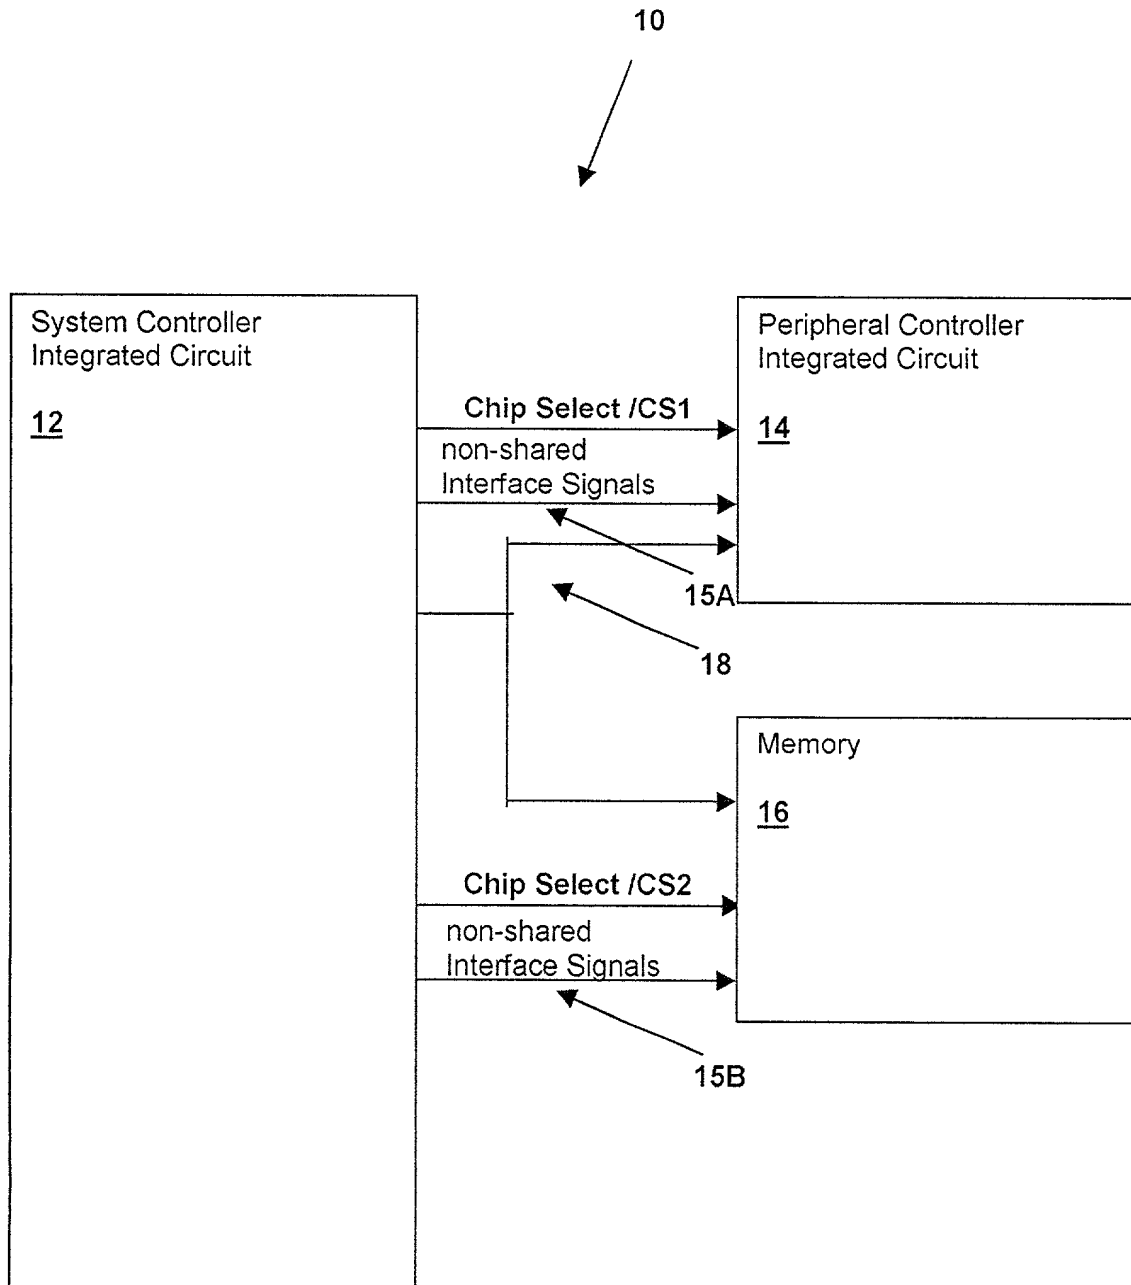 10
System Controller
Integrated Circuit
12
Peripheral Controller
Integrated Circuit
14
Chip Select /CS1
non-shared
Interface Signals
15A
18
Memory
16
Chip Select /CS2
non-shared
Interface Signals
15B